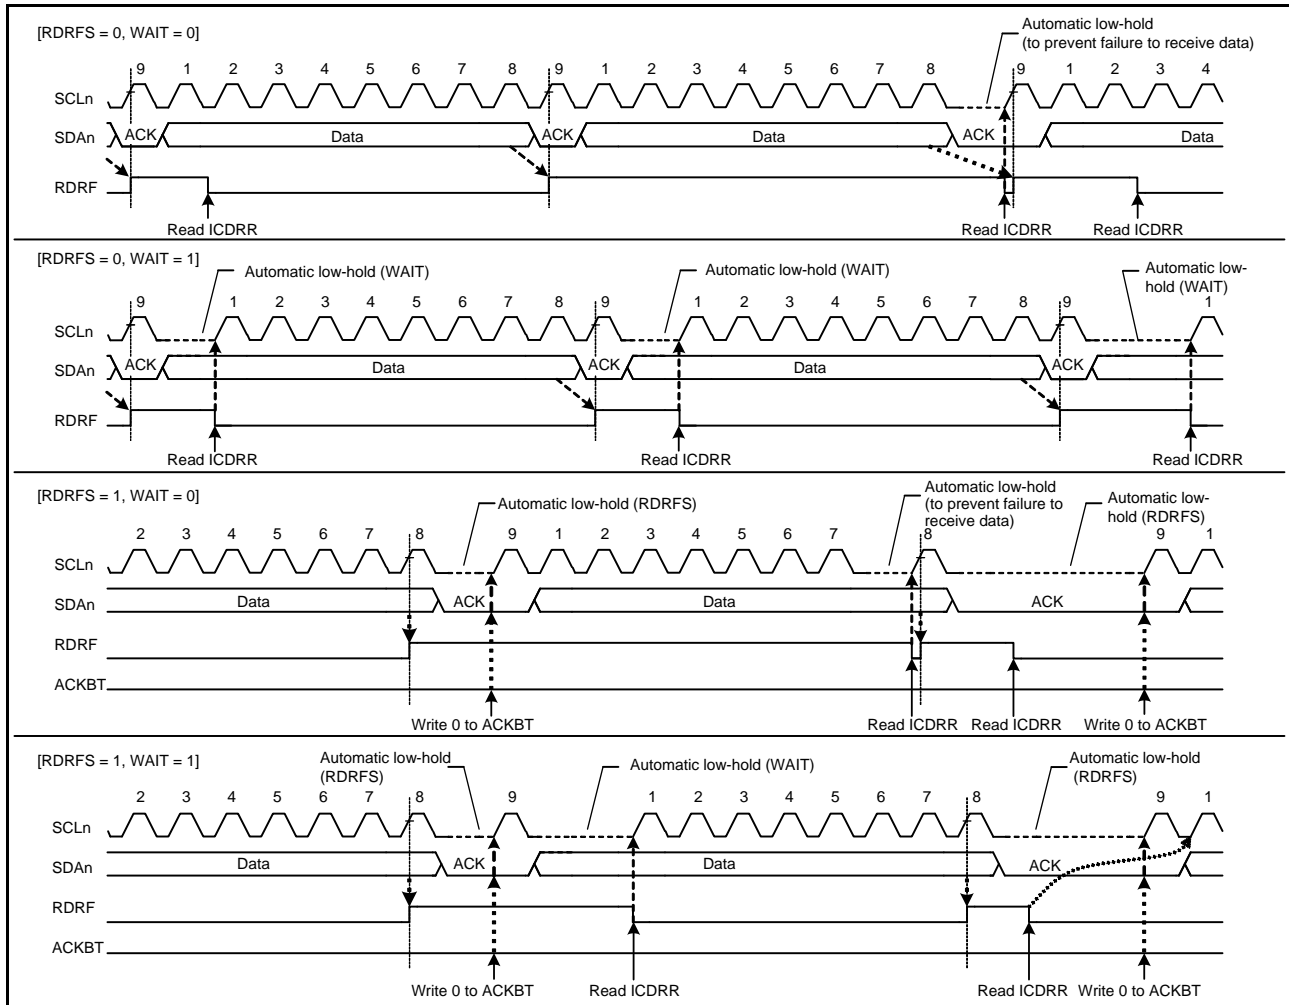 [RDRFS = 0, WAIT = 0]
Automatic low-hold
(to prevent failure to receive data)
9 1 2 3 4 5 6 7 8 9 1 2 3 4 5 6 7 8 9 1 2 3 4
SCLn
SDAn ACK Data ACK Data ACK Data
RDRF
Read ICDRR Read ICDRR Read ICDRR
[RDRFS = 0, WAIT = 1]
Automatic low-hold (WAIT) Automatic low-hold (WAIT) Automatic low-
hold (WAIT)
9 1 2 3 4 5 6 7 8 9 1 2 3 4 5 6 7 8 9 1
SCLn
SDAn ACK Data ACK Data ACK
RDRF
Read ICDRR Read ICDRR Read ICDRR
[RDRFS = 1, WAIT = 0]
Automatic low-hold (RDRFS) Automatic low-hold
(to prevent failure to
receive data) Automatic low-
hold (RDRFS)
2 3 4 5 6 7 8 9 1 2 3 4 5 6 7 8 9 1
SCLn
SDAn Data ACK Data ACK
RDRF
ACKBT
Write 0 to ACKBT Read ICDRR Read ICDRR Write 0 to ACKBT
[RDRFS = 1, WAIT = 1]
Automatic low-hold
(RDRFS) Automatic low-hold (WAIT) Automatic low-hold
(RDRFS)
2 3 4 5 6 7 8 9 1 2 3 4 5 6 7 8 9 1
SCLn
SDAn Data ACK Data ACK
RDRF
ACKBT
Write 0 to ACKBT Read ICDRR Read ICDRR Write 0 to ACKBT